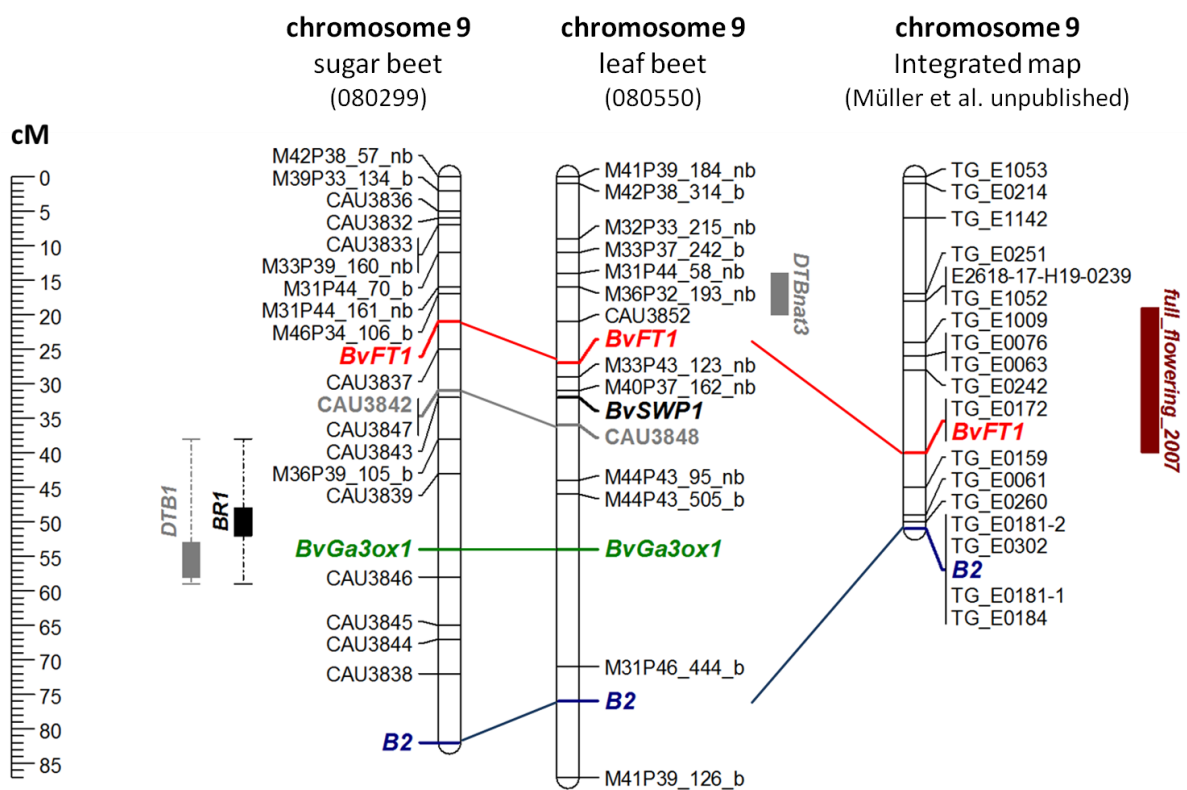 chromosome 9
sugar beet
(080299)
chromosome 9
leaf beet
(080550)
chromosome 9
Integrated map
(Müller et al. unpublished)
cM
0
5
10
15
20
25
30
35
40
45
50
55
60
65
70
75
80
85
DTB1
BR1
M42P38_57_nb
M39P33_134_b
CAU3836
CAU3832
CAU3833
M33P39_160_nb
M31P44_70_b
M31P44_161_nb
M46P34_106_b
BvFT1
CAU3837
CAU3842
CAU3847
CAU3843
M36P39_105_b
CAU3839
BvGa3ox1
CAU3846
CAU3845
CAU3844
CAU3838
B2
M41P39_184_nb
M42P38_314_b
M32P33_215_nb
M33P37_242_b
M31P44_58_nb
M36P32_193_nb
CAU3852
BvFT1
M33P43_123_nb
M40P37_162_nb
BvSWP1
CAU3848
M44P43_95_nb
M44P43_505_b
BvGa3ox1
M31P46_444_b
B2
M41P39_126_b
DTBnat3
TG_E1053
TG_E0214
TG_E1142
TG_E0251
E2618-17-H19-0239
TG_E1052
TG_E1009
TG_E0076
TG_E0063
TG_E0242
TG_E0172
BvFT1
TG_E0159
TG_E0061
TG_E0260
TG_E0181-2
TG_E0302
B2
TG_E0181-1
TG_E0184
full_flowering_2007